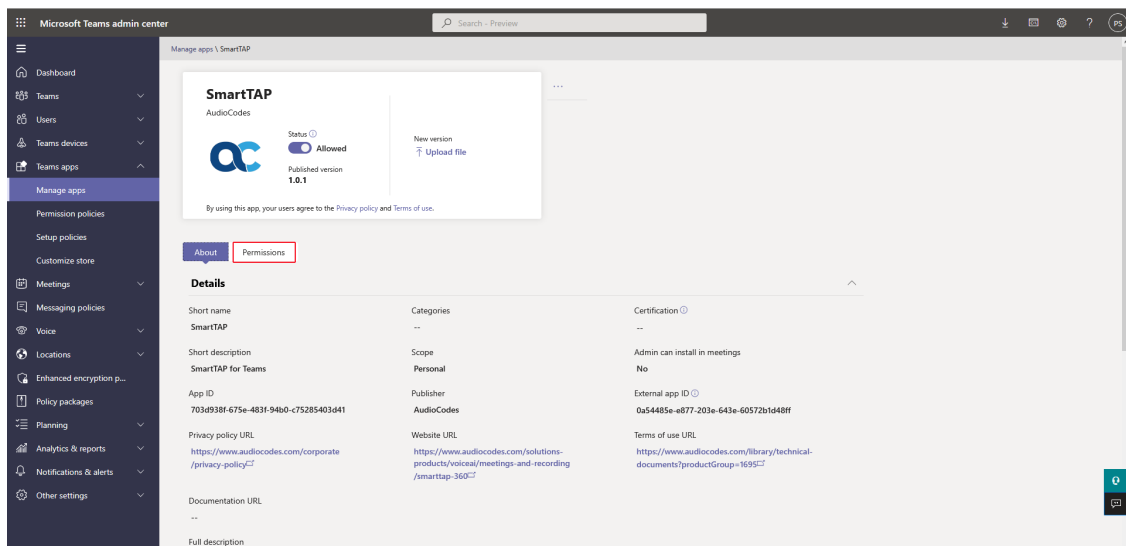 Microsoft Teams admin center
Search - Preview
?
PS
Manage apps \ SmartTAP
Dashboard
Teams
Users
Teams devices
Teams apps
Manage apps
Permission policies
Setup policies
Customize store
Meetings
Messaging policies
Voice
Locations
Enhanced encryption p...
Policy packages
Planning
Analytics & reports
Notifications & alerts
Other settings
SmartTAP
AudioCodes
...
ac
Status
Allowed
Published version
1.0.1
New version
Upload file
By using this app, your users agree to the Privacy policy and Terms of use.
About
Permissions
Details
Short name
SmartTAP
Categories
--
Certification
--
Short description
SmartTAP for Teams
Scope
Personal
Admin can install in meetings
No
App ID
703d938f-675e-483f-94b0-c75285403d41
Publisher
AudioCodes
External app ID
0a54485e-e877-203e-643e-60572b1d48ff
Privacy policy URL
https://www.audiocodes.com/corporate
/privacy-policy
Website URL
https://www.audiocodes.com/solutions-
products/voiceai/meetings-and-recording
/smarttap-360
Terms of use URL
https://www.audiocodes.com/library/technical-
documents?productGroup=1695
Documentation URL
--
Full description